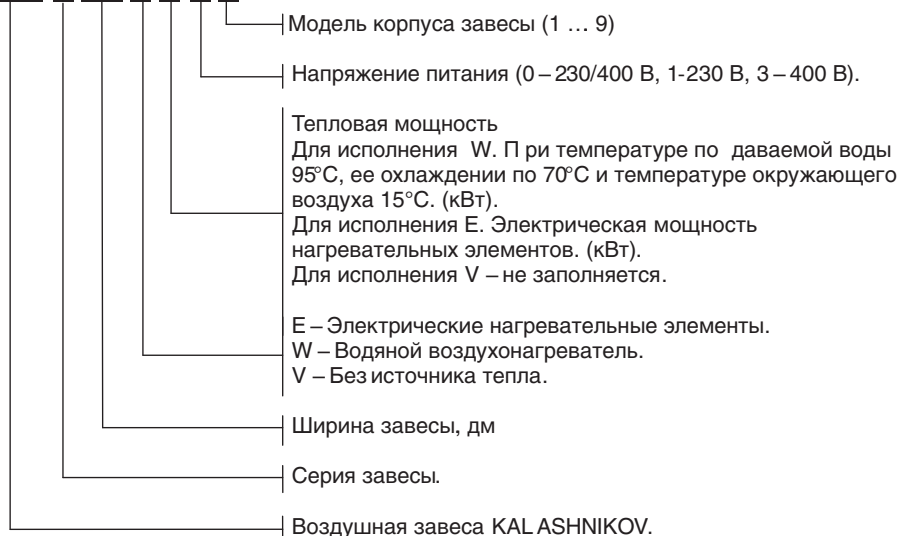 Модель корпуса завесы (1 … 9)
Напряжение питания (0 – 230/400 В, 1-230 В, 3 – 400 В).
Тепловая мощность
Для исполнения W. П ри температуре по даваемой воды
95°С, ее охлаждении по 70°С и температуре окружающего
воздуха 15°С. (кВт).
Для исполнения Е. Электрическая мощность
нагревательных элементов. (кВт).
Для исполнения V – не заполняется.
Е – Электрические нагревательные элементы.
W – Водяной воздухонагреватель.
V – Без источника тепла.
Ширина завесы, дм
Серия завесы.
Воздушная завеса KALASHNIKOV.